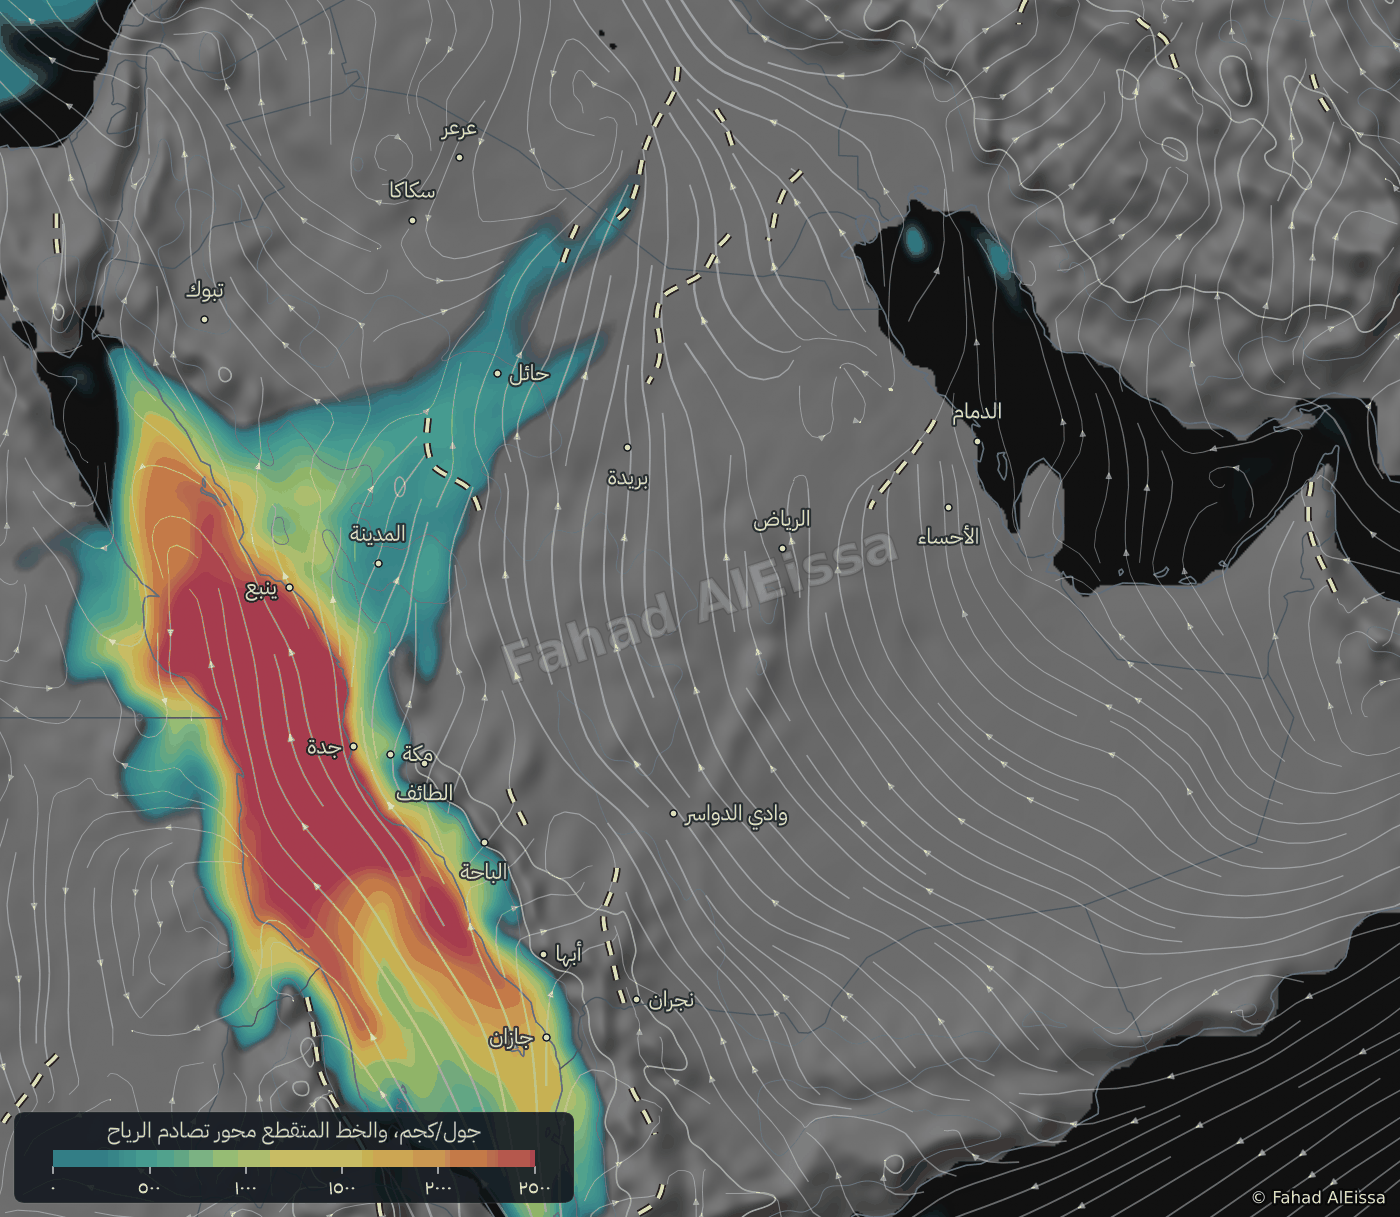 عرعر
سكاكا
تبوك
حائل
الدمام
بريدة
الرياض
الأحساء
المدينة
ينبع
Fahad AlEissa
جدة
مكة
الطائف
وادي الدواسر
الباحة
أبها
نجران
جازان
جول/كجم، والخط المتقطع محور تصادم الرياح
٠ ٥٠٠ ١٠٠٠ ١٥٠٠ ٢٠٠٠ ٢٥٠٠
© Fahad AlEissa